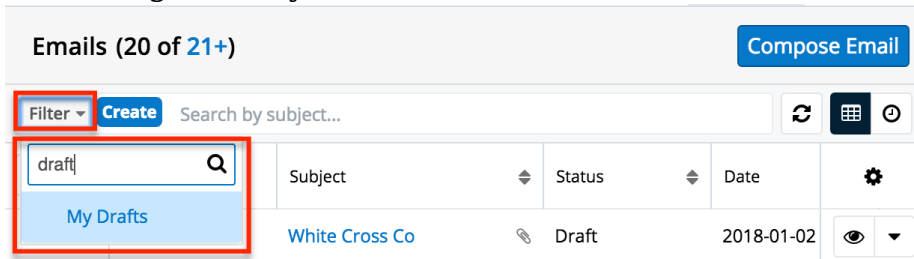 Emails (20 of 21+)
Compose Email
Filter Create Search by subject...
draft
Subject Status Date
My Drafts
White Cross Co Draft 2018-01-02